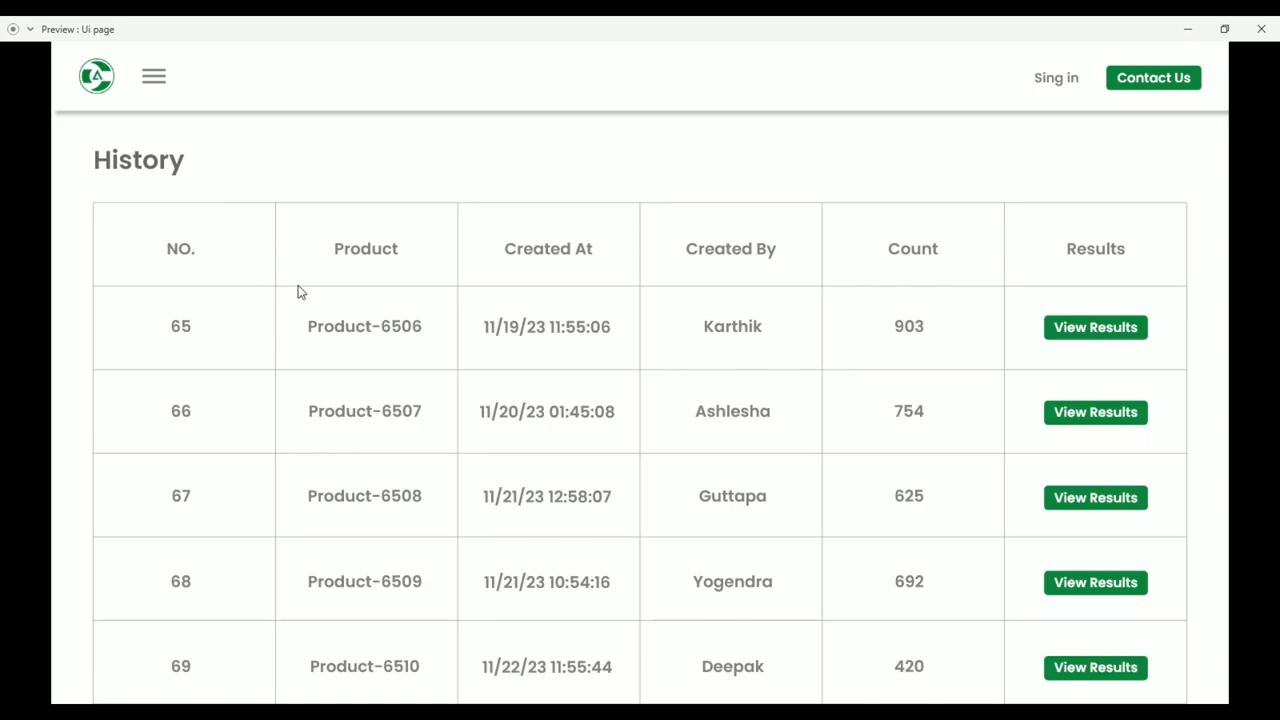 Preview : Ui page
Sing in Contact Us
History
NO. Product Created At Created By Count Results
65 Product-6506 11/19/23 11:55:06 Karthik 903 View Results
66 Product-6507 11/20/23 01:45:08 Ashlesha 754 View Results
67 Product-6508 11/21/23 12:58:07 Guttapa 625 View Results
68 Product-6509 11/21/23 10:54:16 Yogendra 692 View Results
69 Product-6510 11/22/23 11:55:44 Deepak 420 View Results